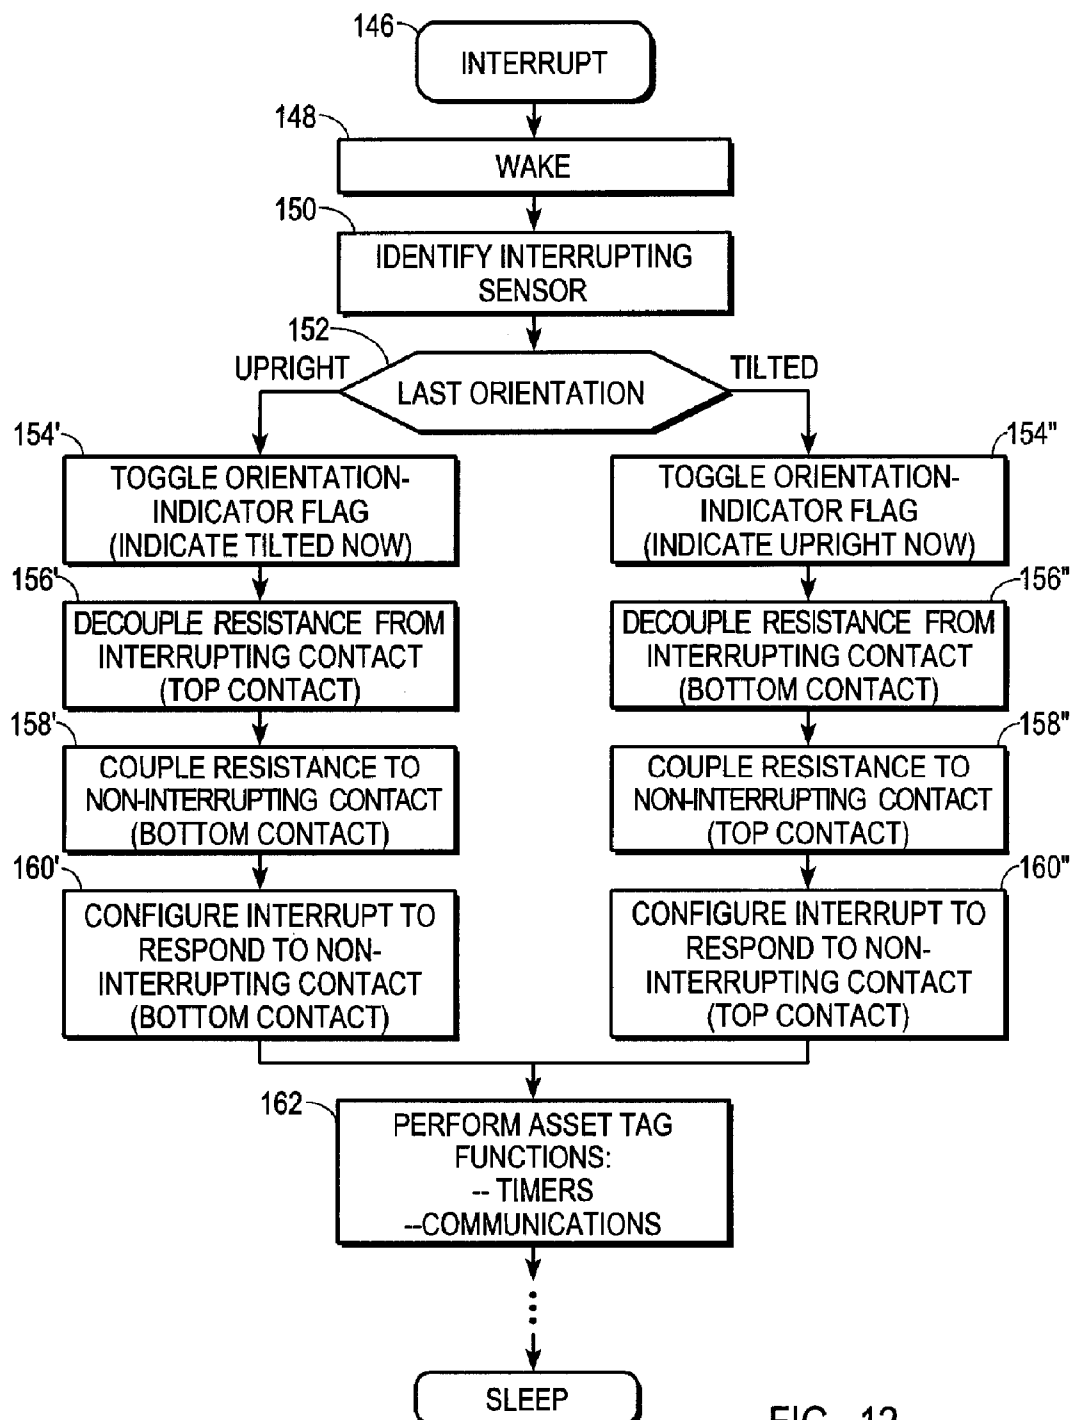 146
INTERRUPT
148
WAKE
150
IDENTIFY INTERRUPTING
SENSOR
152
UPRIGHT
LAST ORIENTATION
TILTED
154'
TOGGLE ORIENTATION-
INDICATOR FLAG
(INDICATE TILTED NOW)
154"
TOGGLE ORIENTATION-
INDICATOR FLAG
(INDICATE UPRIGHT NOW)
156'
DECOUPLE RESISTANCE FROM
INTERRUPTING CONTACT
(TOP CONTACT)
156"
DECOUPLE RESISTANCE FROM
INTERRUPTING CONTACT
(BOTTOM CONTACT)
158'
COUPLE RESISTANCE TO
NON-INTERRUPTING CONTACT
(BOTTOM CONTACT)
158"
COUPLE RESISTANCE TO
NON-INTERRUPTING CONTACT
(TOP CONTACT)
160'
CONFIGURE INTERRUPT TO
RESPOND TO NON-
INTERRUPTING CONTACT
(BOTTOM CONTACT)
160"
CONFIGURE INTERRUPT TO
RESPOND TO NON-
INTERRUPTING CONTACT
(TOP CONTACT)
162
PERFORM ASSET TAG
FUNCTIONS:
-- TIMERS
--COMMUNICATIONS
SLEEP
FIG. 12